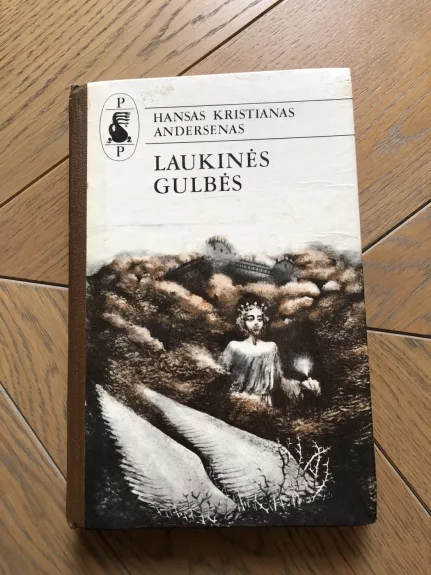 P
P
HANSAS KRISTIANAS
ANDERSENAS
LAUKINĖS
GULBĖS